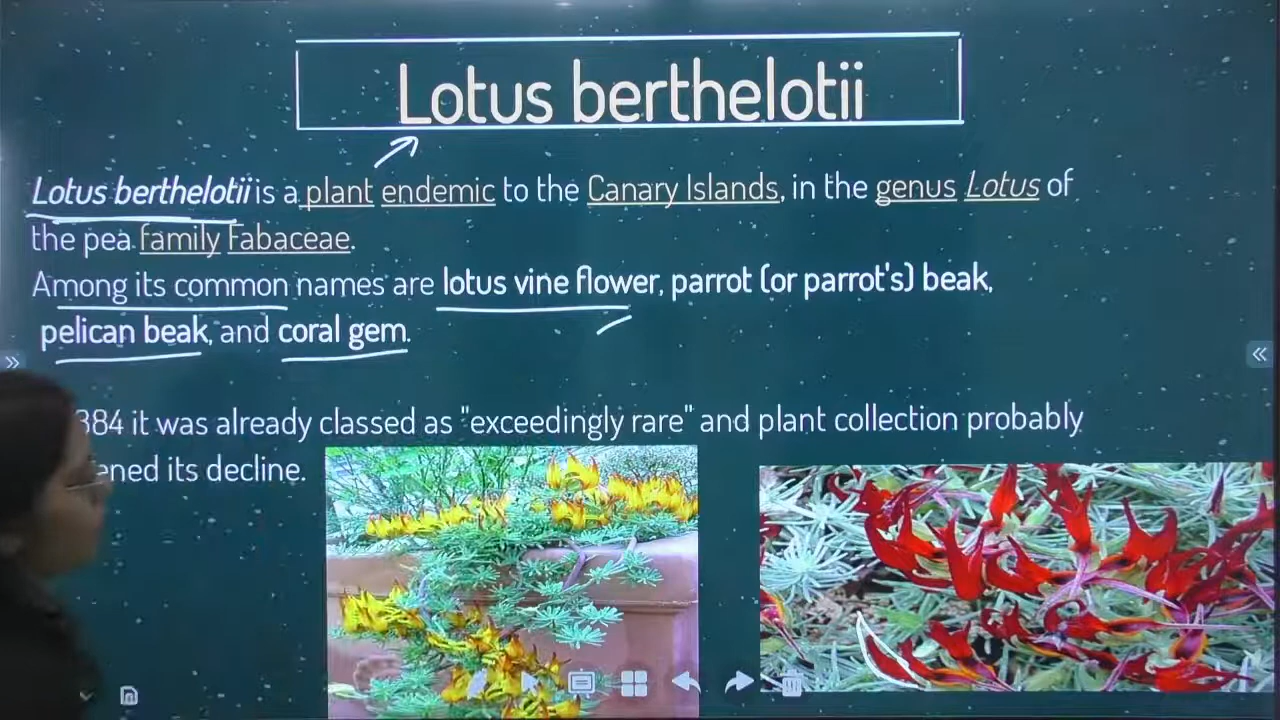 Lotus berthelotii
Lotus berthelotii is a plant endemic to the Canary Islands, in the genus Lotus of
the pea family Fabaceae.
Among its common names are lotus vine flower, parrot (or parrot's) beak,
pelican beak, and coral gem.
384 it was already classed as "exceedingly rare" and plant collection probably
ened its decline.